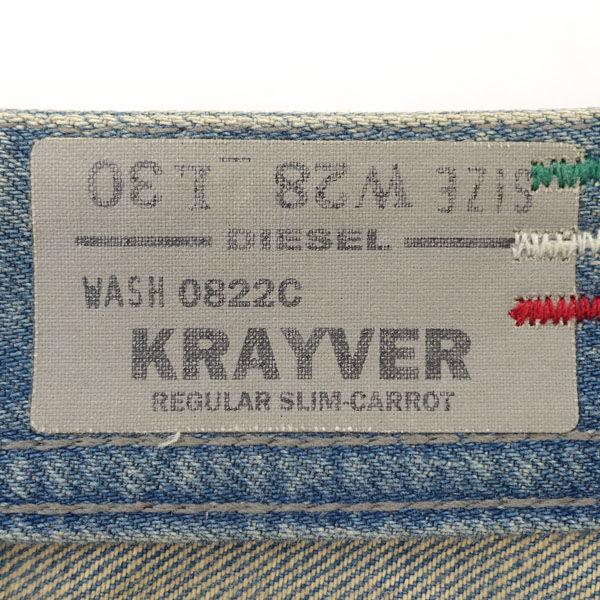 SIZE W28 L30
DIESEL
WASH 0822C
KRAYVER
REGULAR SLIM-CARROT